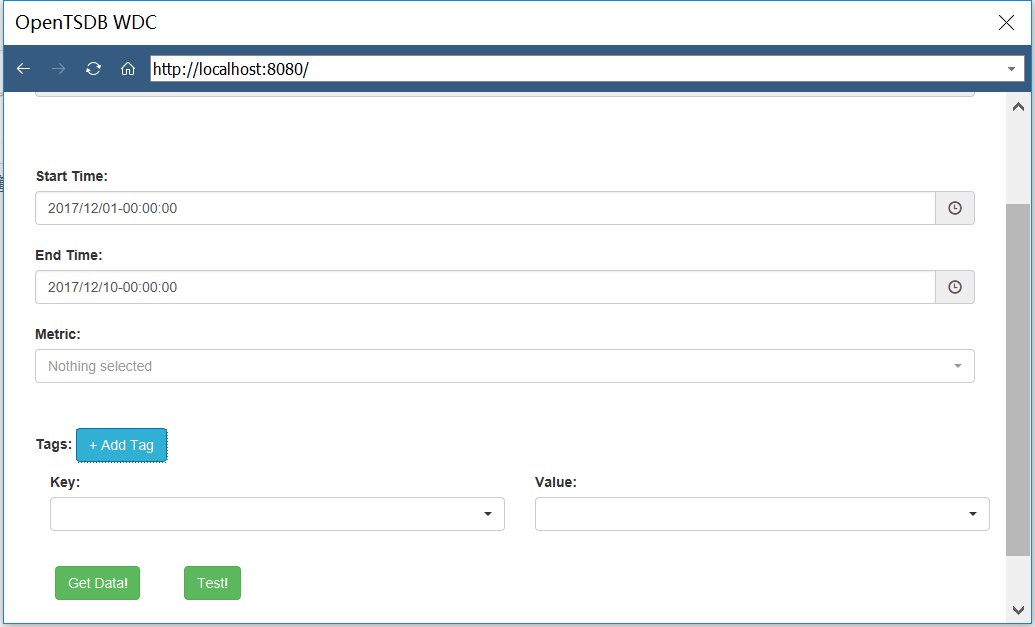 OpenTSDB WDC
http://localhost:8080/
Start Time:
2017/12/01-00:00:00
End Time:
2017/12/10-00:00:00
Metric:
Nothing selected
Tags: + Add Tag
Key: Value:
Get Data! Test!